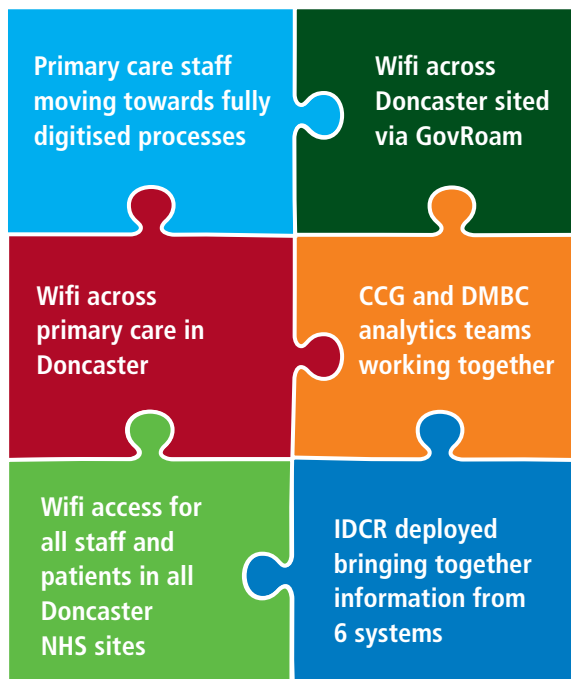 Primary care staff
moving towards fully
digitised processes
Wifi across
Doncaster sited
via GovRoam
Wifi across
primary care in
Doncaster
CCG and DMBC
analytics teams
working together
Wifi access for
all staff and
patients in all
Doncaster
NHS sites
IDCR deployed
bringing together
information from
6 systems